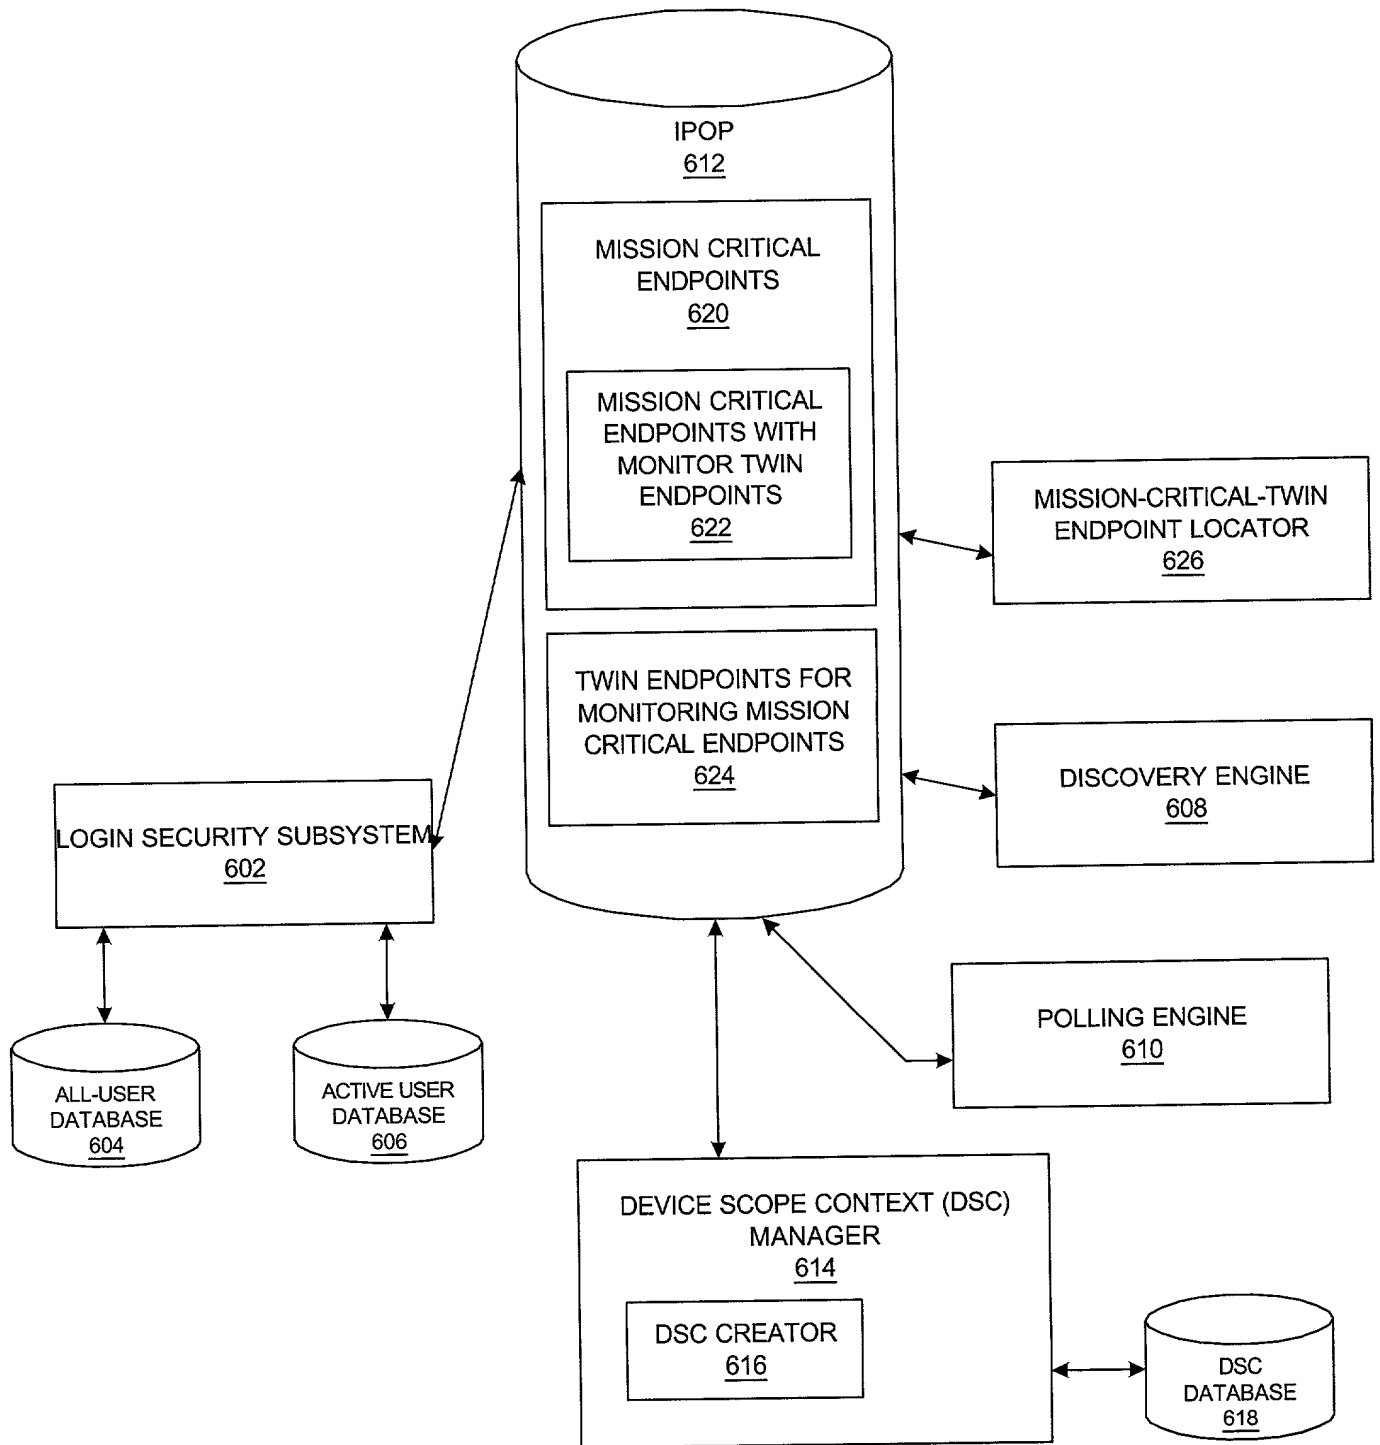 IPOP
612
MISSION CRITICAL
ENDPOINTS
620
MISSION CRITICAL
ENDPOINTS WITH
MONITOR TWIN
ENDPOINTS
622
MISSION-CRITICAL-TWIN
ENDPOINT LOCATOR
626
TWIN ENDPOINTS FOR
MONITORING MISSION
CRITICAL ENDPOINTS
624
DISCOVERY ENGINE
608
LOGIN SECURITY SUBSYSTEM
602
POLLING ENGINE
610
ALL-USER
DATABASE
604
ACTIVE USER
DATABASE
606
DEVICE SCOPE CONTEXT (DSC)
MANAGER
614
DSC CREATOR
616
DSC
DATABASE
618